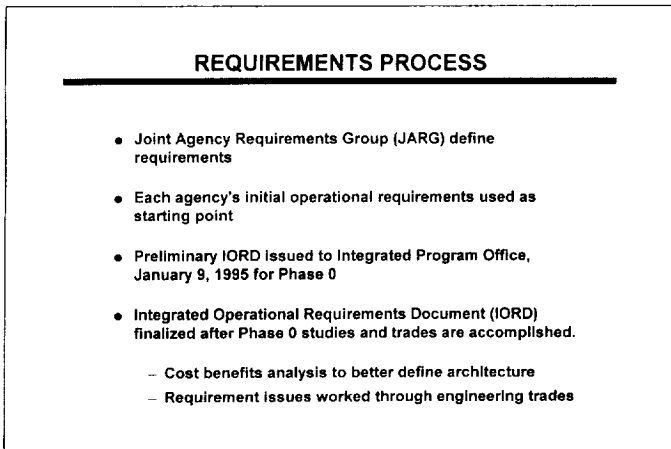 REQUIREMENTS PROCESS
● Joint Agency Requirements Group (JARG) define
requirements
● Each agency's initial operational requirements used as
starting point
● Preliminary IORD issued to Integrated Program Office,
January 9, 1995 for Phase 0
● Integrated Operational Requirements Document (IORD)
finalized after Phase 0 studies and trades are accomplished.
– Cost benefits analysis to better define architecture
– Requirement issues worked through engineering trades